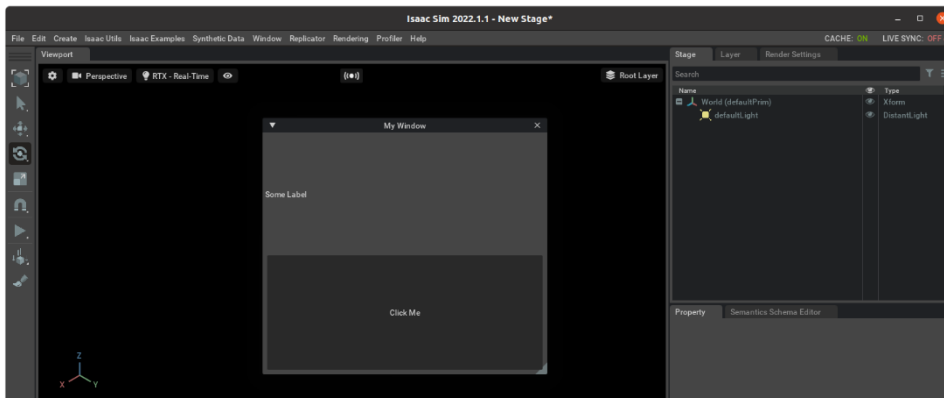 Isaac Sim 2022.1.1 - New Stage*
File Edit Create Isaac Utils Isaac Examples Synthetic Data Window Replicator Rendering Profiler Help CACHE: ON LIVE SYNC: OFF
Viewport
Stage Layer Render Settings
Perspective RTX - Real-Time Root Layer
Search
Name Type
World (defaultPrim) Xform
defaultLight DistantLight
My Window
Some Label
Click Me
Property Semantics Schema Editor
Z
X Y